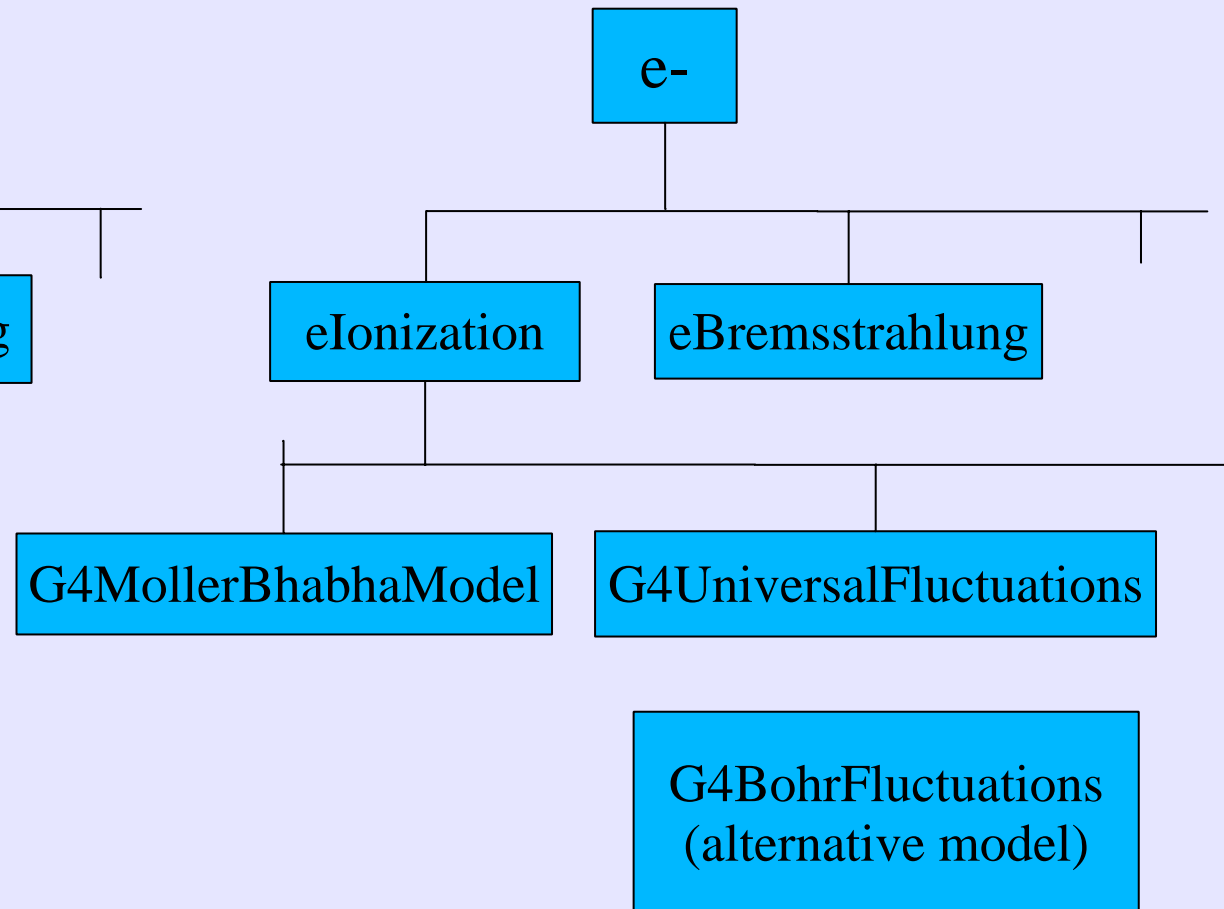 e-
g
eIonization
eBremsstrahlung
G4MollerBhabhaModel
G4UniversalFluctuations
G4BohrFluctuations
(alternative model)